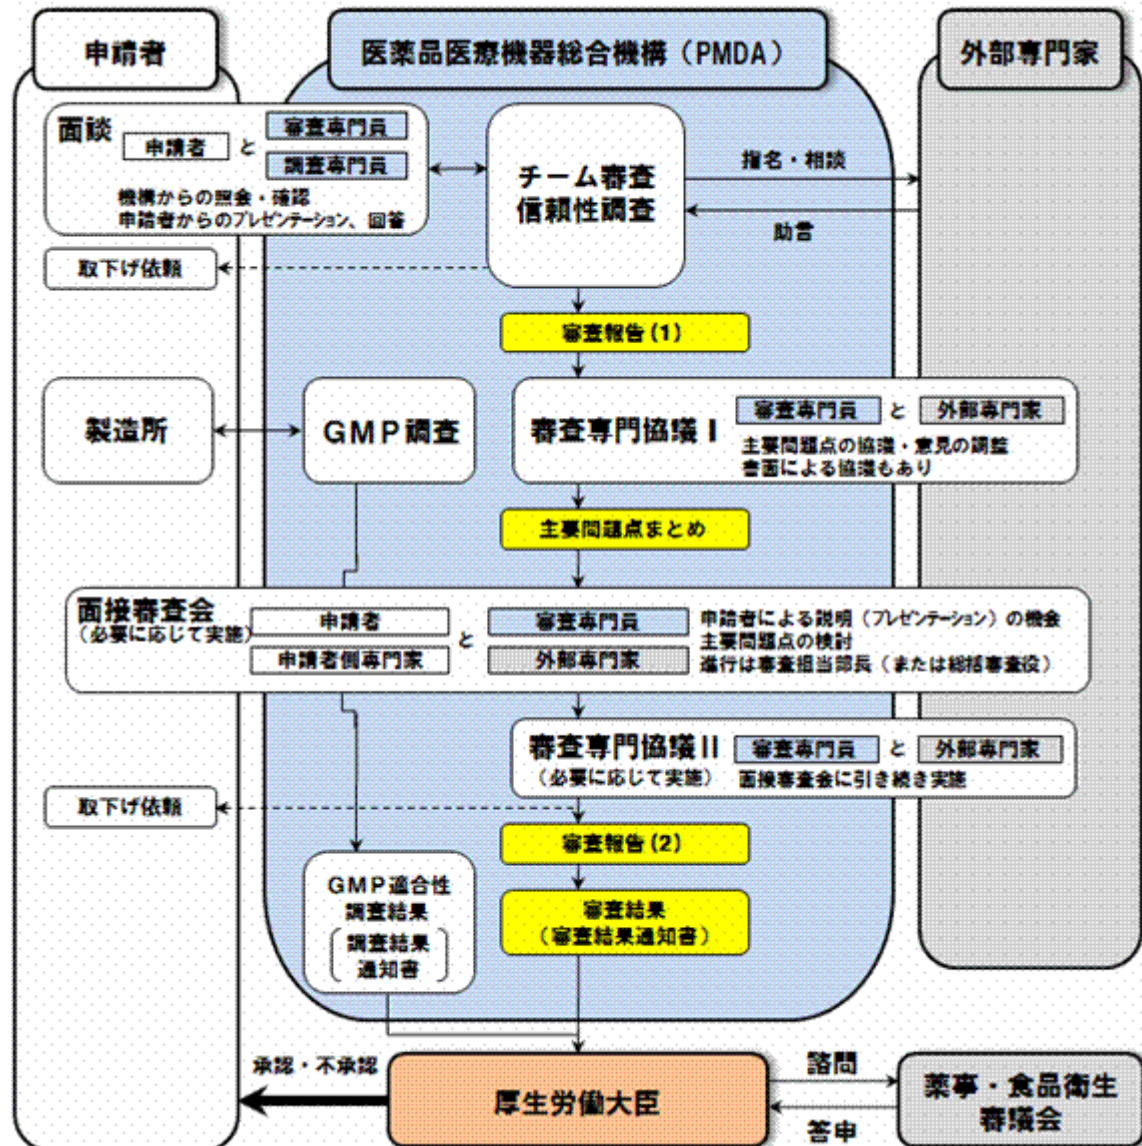 申請者
医薬品医療機器総合機構（PMDA）
外部専門家
面談
申請者 と 審査専門員
調査専門員
機構からの照会・確認
申請者からのプレゼンテーション、回答
チーム審査
信頼性調査
指名・相談
助言
取下げ依頼
審査報告(1)
製造所
GMP調査
審査専門協議Ⅰ
審査専門員 と 外部専門家
主要問題点の協議・意見の調整
書面による協議もあり
主要問題点まとめ
面接審査会
（必要に応じて実施）
申請者
申請者側専門家
と
審査専門員
外部専門家
申請者による説明（プレゼンテーション）の機会
主要問題点の検討
進行は審査担当部長（または総括審査役）
審査専門協議II
（必要に応じて実施）
審査専門員 と 外部専門家
面接審査会に引き続き実施
取下げ依頼
審査報告(2)
GMP適合性
調査結果
調査結果
通知書
審査結果
（審査結果通知書）
承認・不承認
厚生労働大臣
諮問
答申
薬事・食品衛生
審議会